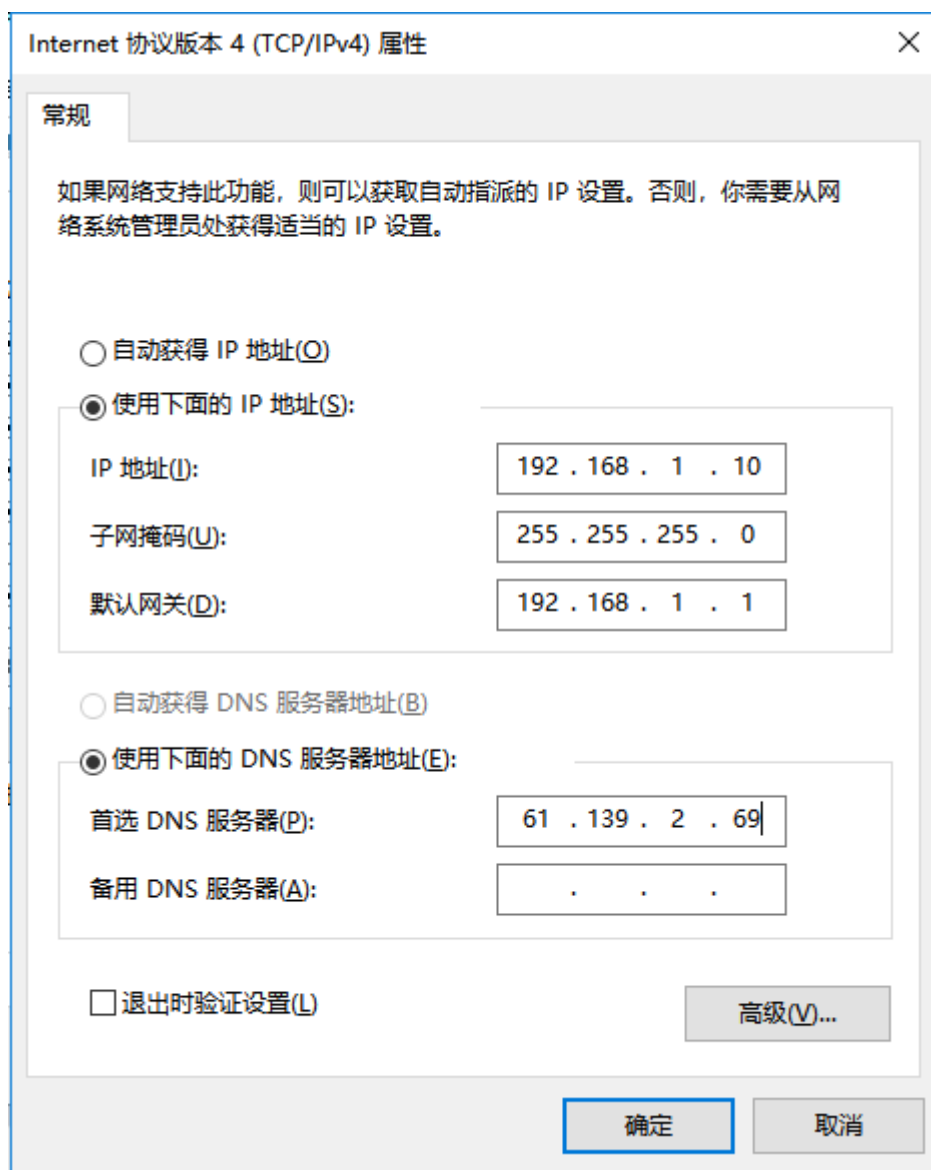 Internet 协议版本 4 (TCP/IPv4) 属性
常规
如果网络支持此功能，则可以获取自动指派的 IP 设置。否则，你需要从网
络系统管理员处获得适当的 IP 设置。
自动获得 IP 地址(O)
使用下面的 IP 地址(S):
IP 地址(I): 192 . 168 . 1 . 10
子网掩码(U): 255 . 255 . 255 . 0
默认网关(D): 192 . 168 . 1 . 1
自动获得 DNS 服务器地址(B)
使用下面的 DNS 服务器地址(E):
首选 DNS 服务器(P): 61 . 139 . 2 . 69
备用 DNS 服务器(A): . . .
退出时验证设置(L)
高级(V)...
确定 取消